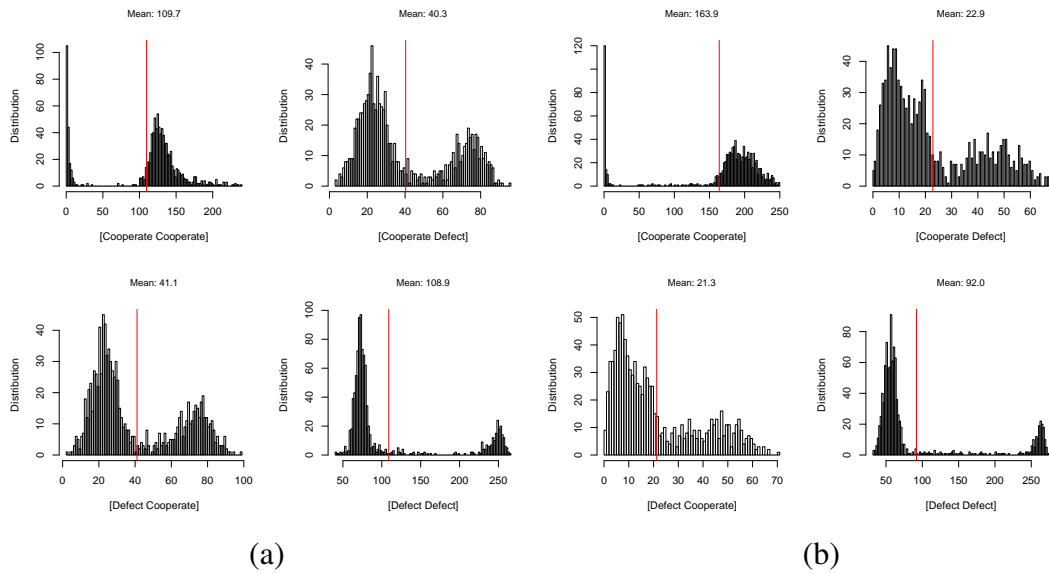 Mean: 109.7
Distribution
0 20 40 60 80 100
0 50 100 150 200
[Cooperate Cooperate]
Mean: 40.3
Distribution
0 10 20 30 40
0 20 40 60 80
[Cooperate Defect]
Mean: 163.9
Distribution
0 20 40 60 80 100 120
0 50 100 150 200 250
[Cooperate Cooperate]
Mean: 22.9
Distribution
0 10 20 30 40
0 10 20 30 40 50 60
[Cooperate Defect]
Mean: 41.1
Distribution
0 10 20 30 40
0 20 40 60 80 100
[Defect Cooperate]
Mean: 108.9
Distribution
0 20 40 60 80 100
50 100 150 200 250
[Defect Defect]
Mean: 21.3
Distribution
0 10 20 30 40 50
0 10 20 30 40 50 60 70
[Defect Cooperate]
Mean: 92.0
Distribution
0 20 40 60 80
50 100 150 200 250
[Defect Defect]
(a)
(b)